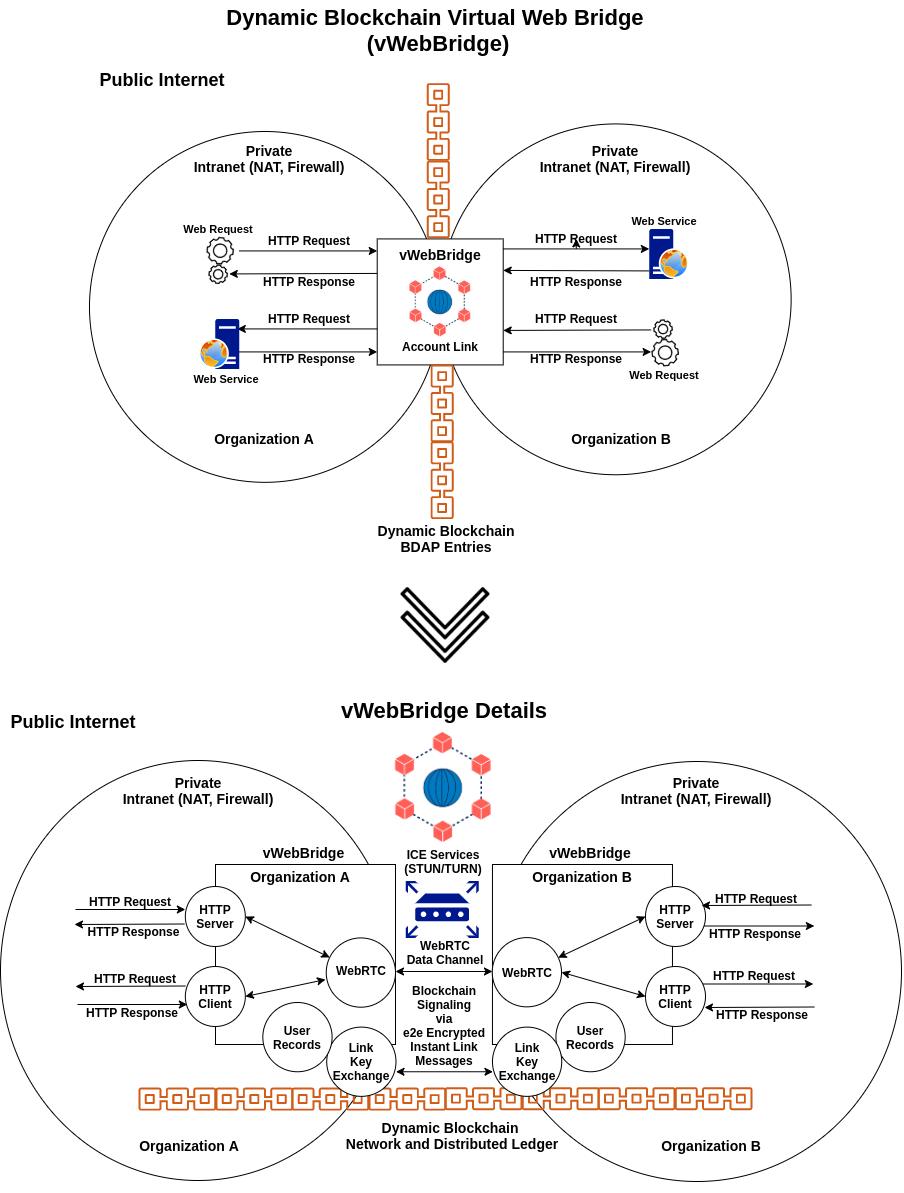 Dynamic Blockchain Virtual Web Bridge
(vWebBridge)
Public Internet
Private
Intranet (NAT, Firewall)
Private
Intranet (NAT, Firewall)
Web Request
HTTP Request
HTTP Response
HTTP Request
HTTP Response
Web Service
Organization A
vWebBridge
Account Link
Web Service
HTTP Request
HTTP Response
HTTP Request
HTTP Response
Web Request
Organization B
Dynamic Blockchain
BDAP Entries
vWebBridge Details
Public Internet
Private
Intranet (NAT, Firewall)
Private
Intranet (NAT, Firewall)
vWebBridge
Organization A
HTTP Request
HTTP Response
HTTP
Server
HTTP Request
HTTP Response
HTTP
Client
WebRTC
User
Records
Link
Key
Exchange
Organization A
ICE Services
(STUN/TURN)
WebRTC
Data Channel
Blockchain
Signaling
via
e2e Encrypted
Instant Link
Messages
vWebBridge
Organization B
WebRTC
HTTP
Server
HTTP Request
HTTP Response
HTTP
Client
HTTP Request
HTTP Response
User
Records
Link
Key
Exchange
Dynamic Blockchain
Network and Distributed Ledger
Organization B